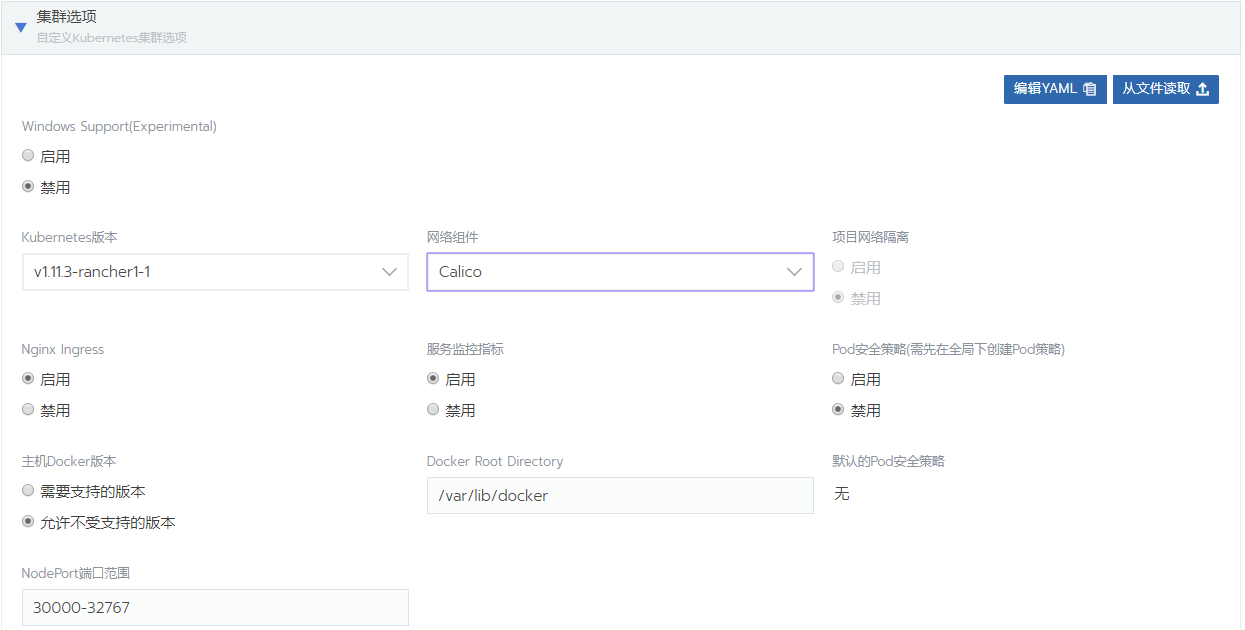 集群选项
自定义Kubernetes集群选项
编辑YAML 从文件读取
Windows Support(Experimental)
启用
禁用
Kubernetes版本 网络组件 项目网络隔离
v1.11.3-rancher1-1 Calico 启用
禁用
Nginx Ingress 服务监控指标 Pod安全策略(需先在全局下创建Pod策略)
启用 启用 启用
禁用 禁用 禁用
主机Docker版本 Docker Root Directory 默认的Pod安全策略
需要支持的版本 /var/lib/docker 无
允许不受支持的版本
NodePort端口范围
30000-32767